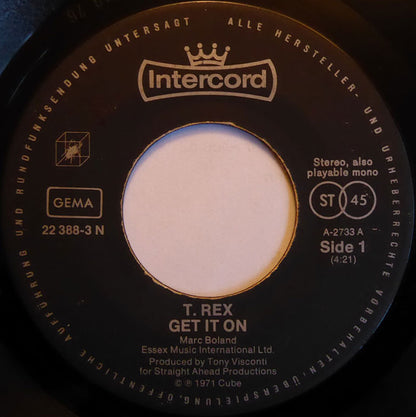 ALLE HERSTELLER- UND URHEBERRECHTE VORBEHALTEN · ÜBERSPIELUNG, ÖFFENTLICHE AUFFÜHRUNG UND RUNDFUNKSENDUNG UNTERSAGT
Intercord
Stereo, also
playable mono
GEMA
ST 45
22 388-3 N
A-2733 A
Side 1
(4:21)
T. REX
GET IT ON
Marc Boland
Essex Music International Ltd.
Produced by Tony Visconti
for Straight Ahead Productions
© ℗ 1971 Cube